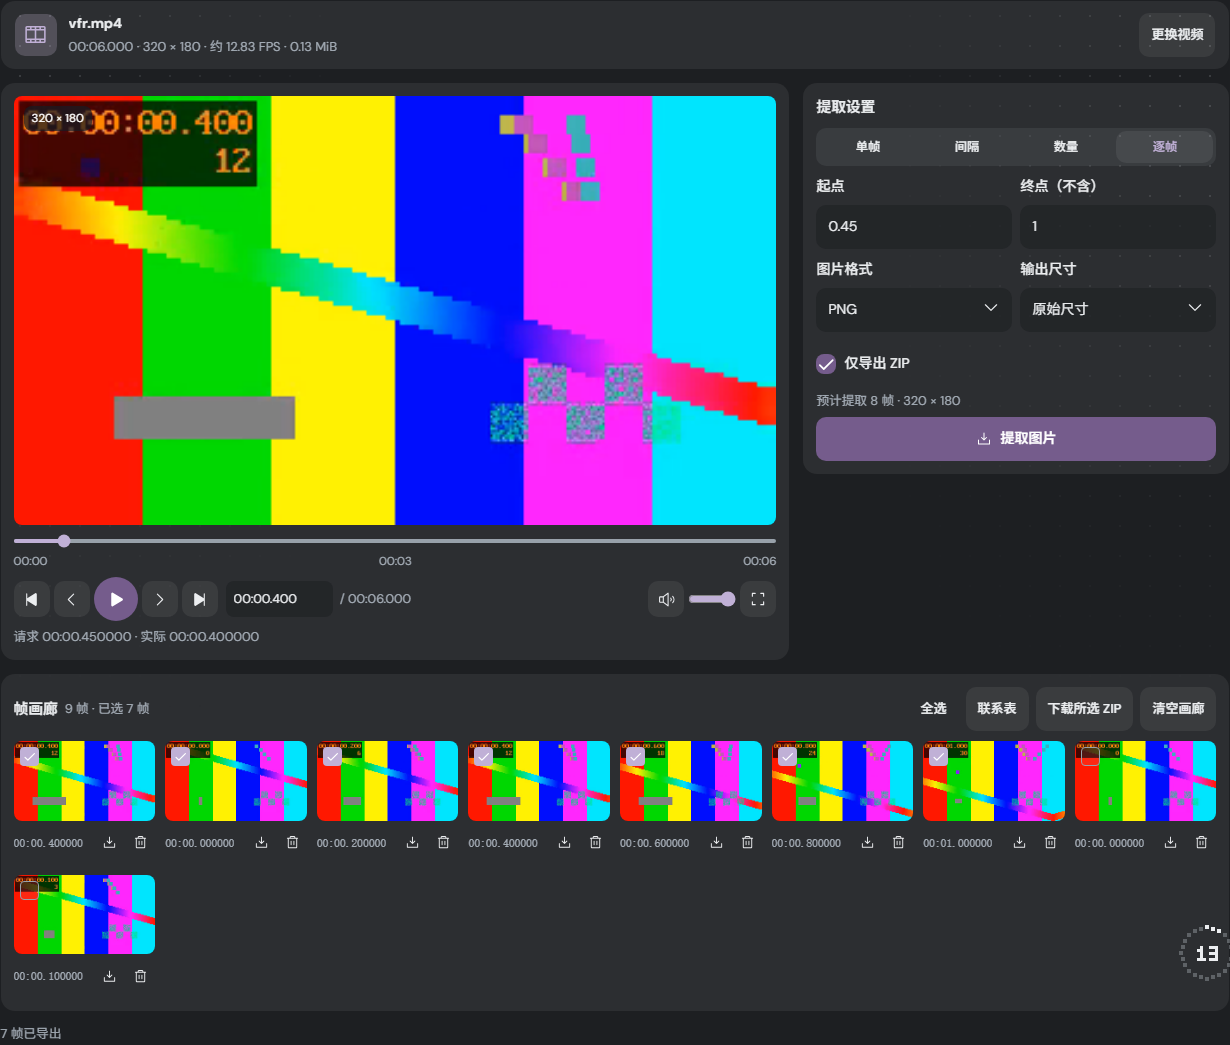 vfr.mp4
00:06.000 · 320 × 180 · 约 12.83 FPS · 0.13 MiB
更换视频
320 × 180
00:00:00.400
12
00:00
00:03
00:06
00:00.400
/ 00:06.000
请求 00:00.450000 · 实际 00:00.400000
提取设置
单帧 间隔 数量 逐帧
起点 终点（不含）
0.45 1
图片格式 输出尺寸
PNG 原始尺寸
仅导出 ZIP
预计提取 8 帧 · 320 × 180
提取图片
帧画廊 9 帧 · 已选 7 帧
全选 联系表 下载所选 ZIP 清空画廊
00:00.400000
00:00.000000
00:00.200000
00:00.400000
00:00.600000
00:00.800000
00:01.000000
00:00.000000
00:00.100000
13
7 帧已导出